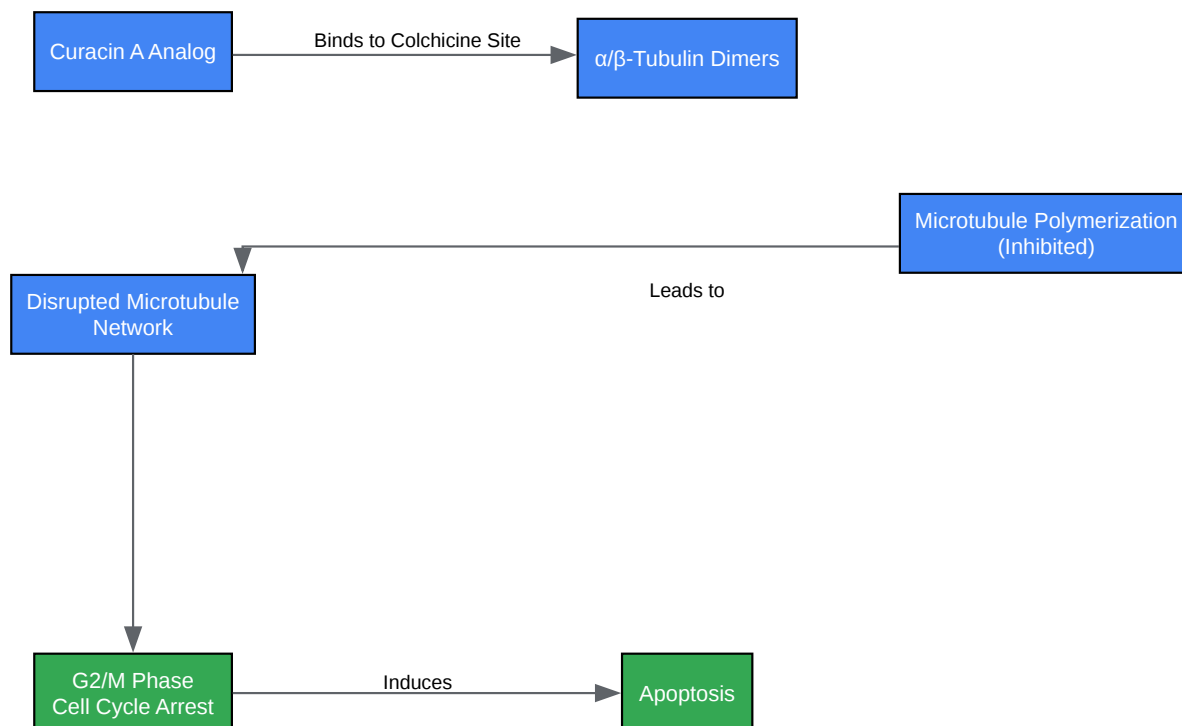 Curacin A Analog
Binds to Colchicine Site
α/β-Tubulin Dimers
Microtubule Polymerization
(Inhibited)
Leads to
Disrupted Microtubule
Network
G2/M Phase
Cell Cycle Arrest
Induces
Apoptosis